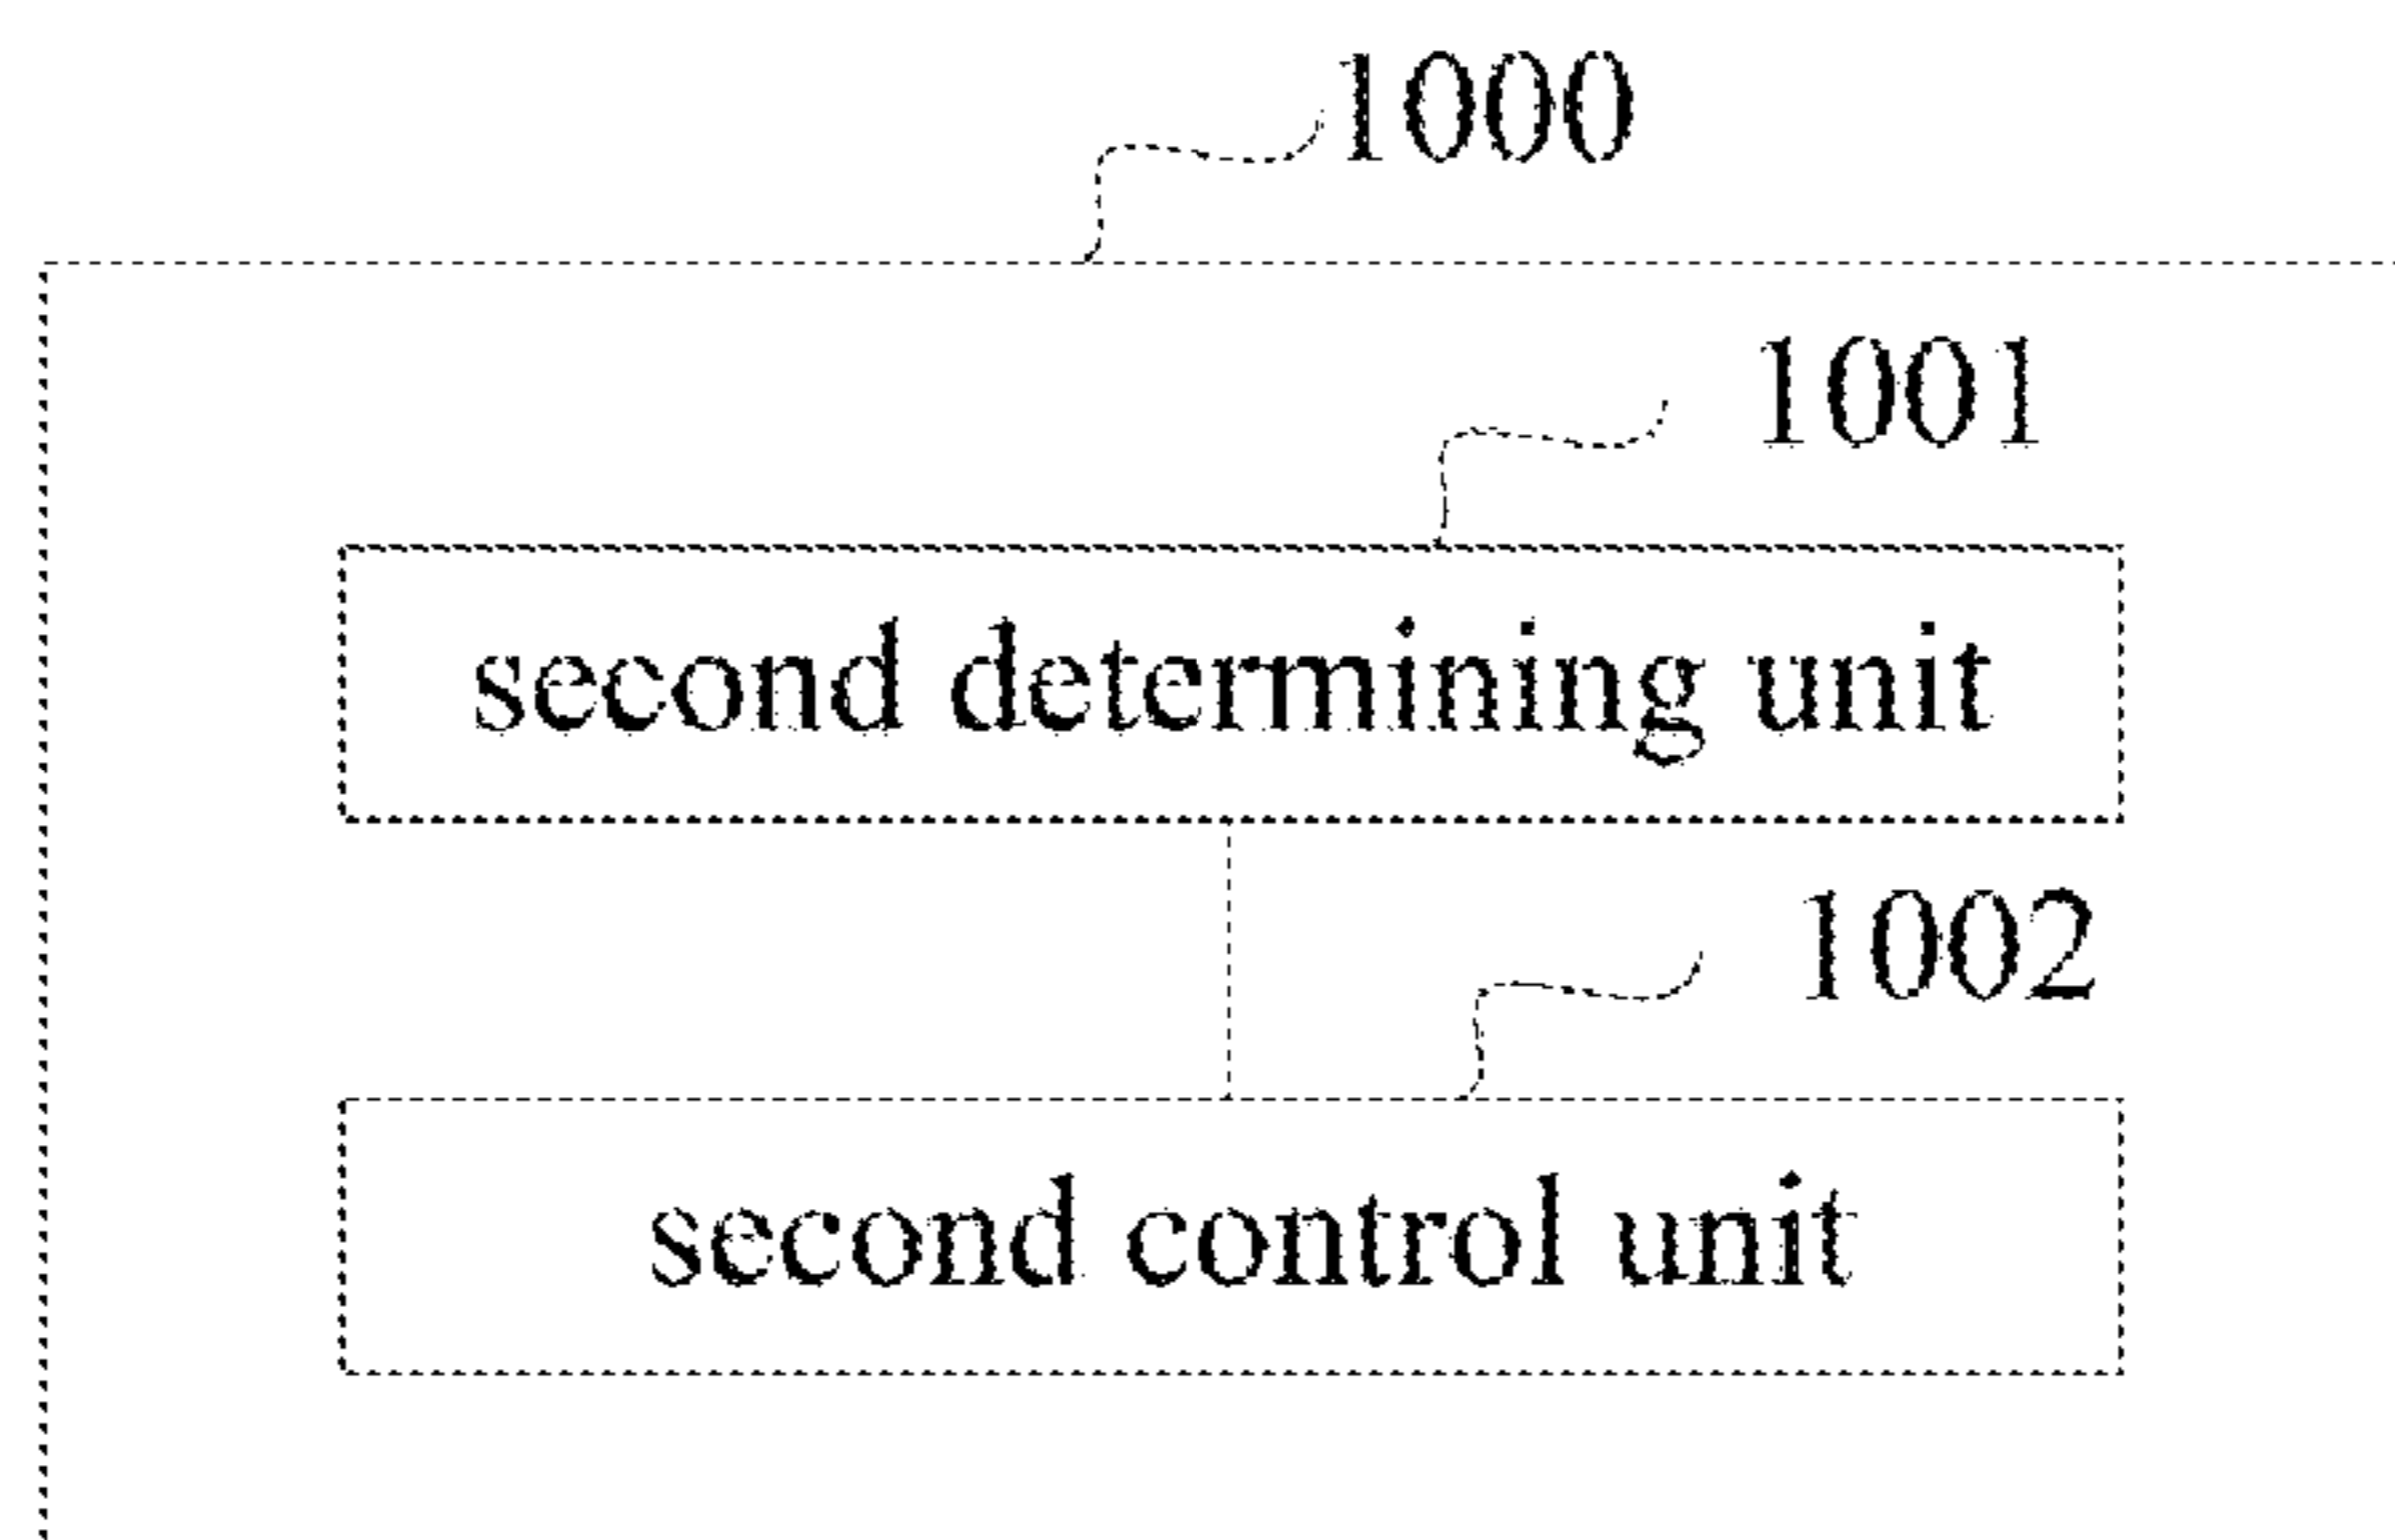 1000
1001
second determining unit
1002
second control unit